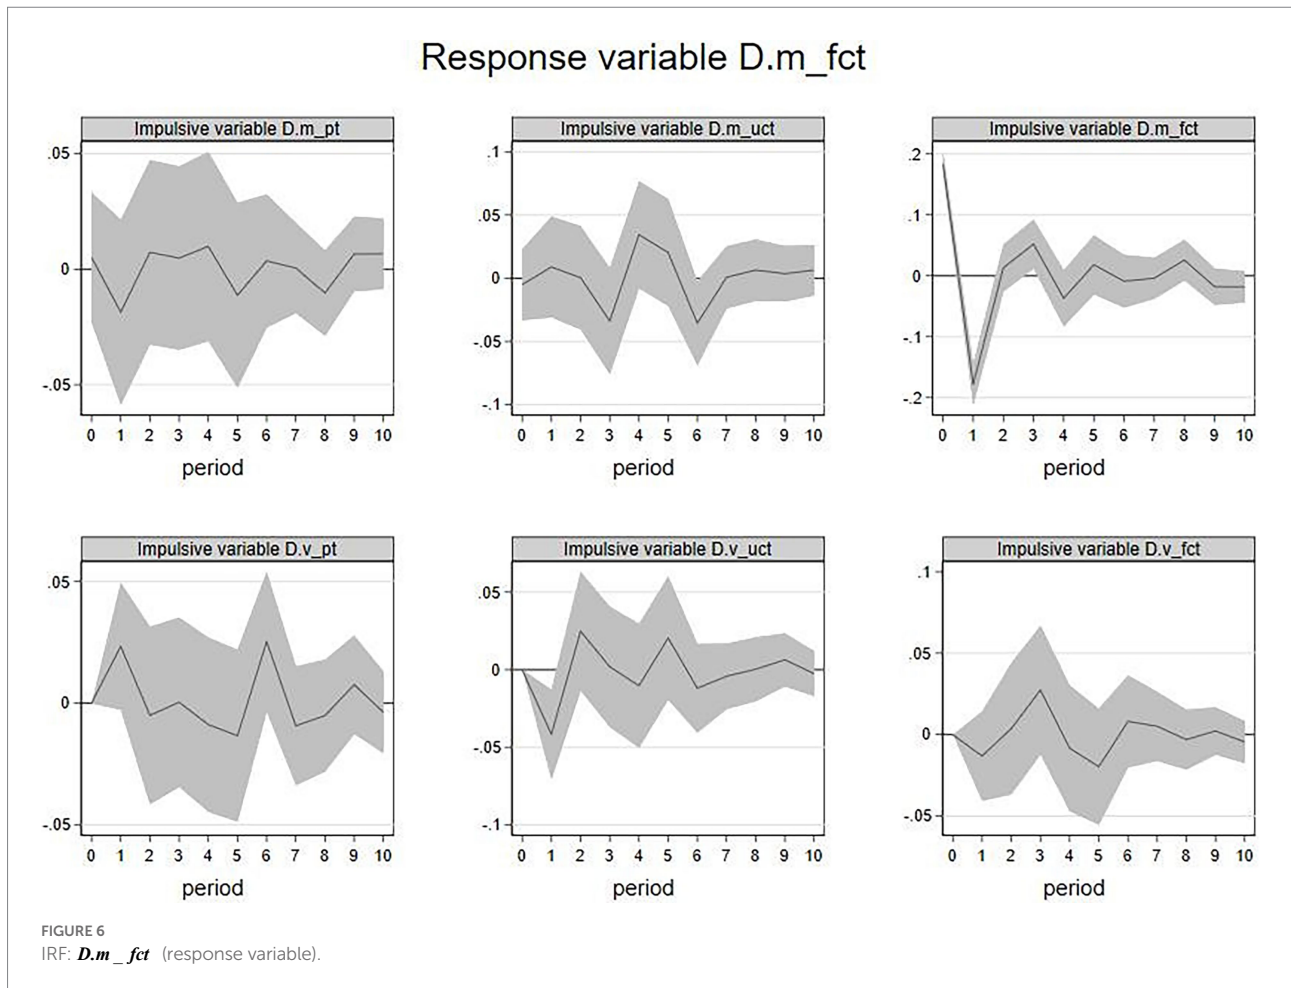 Response variable D.m_fct
Impulsive variable D.m_pt
.05
0
-.05
0 1 2 3 4 5 6 7 8 9 10
period
Impulsive variable D.m_uct
.1
.05
0
-.05
-.1
0 1 2 3 4 5 6 7 8 9 10
period
Impulsive variable D.m_fct
.2
.1
0
-.1
-.2
0 1 2 3 4 5 6 7 8 9 10
period
Impulsive variable D.v_pt
.05
0
-.05
0 1 2 3 4 5 6 7 8 9 10
period
Impulsive variable D.v_uct
.05
0
-.05
-.1
0 1 2 3 4 5 6 7 8 9 10
period
Impulsive variable D.v_fct
.1
.05
0
-.05
0 1 2 3 4 5 6 7 8 9 10
period
FIGURE 6
IRF: D.m _ fct (response variable).